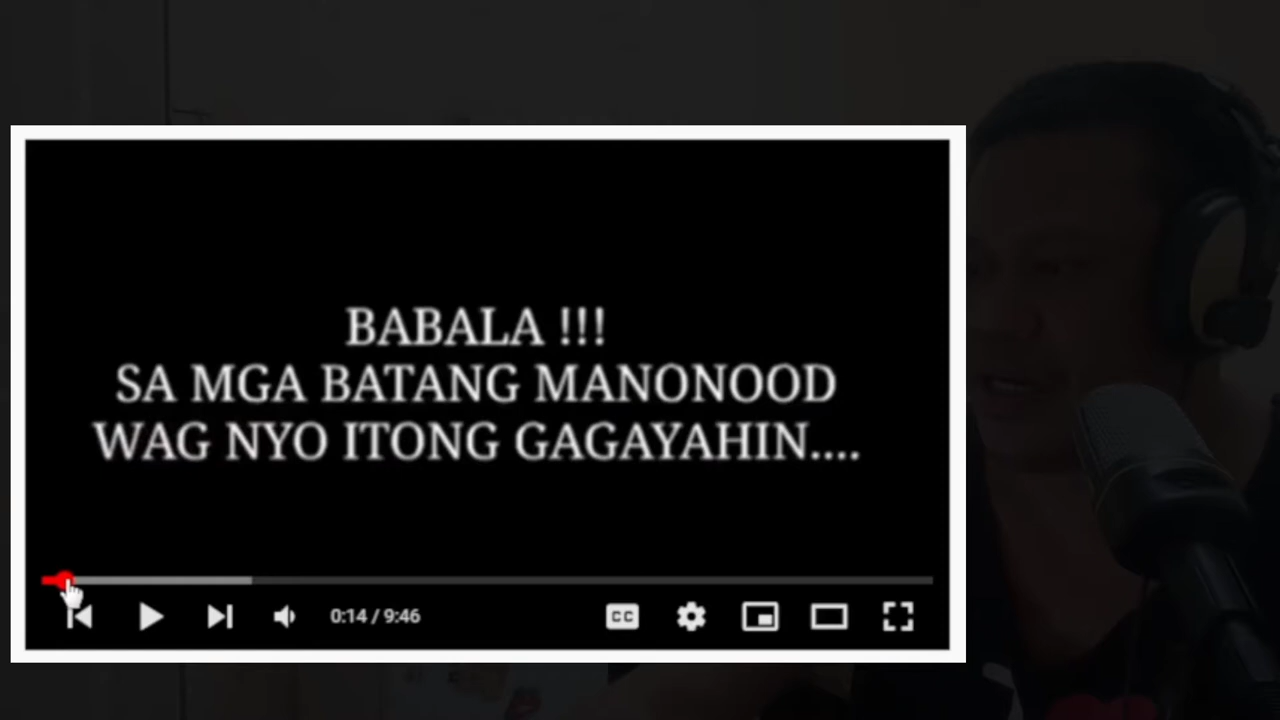 BABALA !!!
SA MGA BATANG MANONOOD
WAG NYO ITONG GAGAYAHIN....
0:14 / 9:46
CC